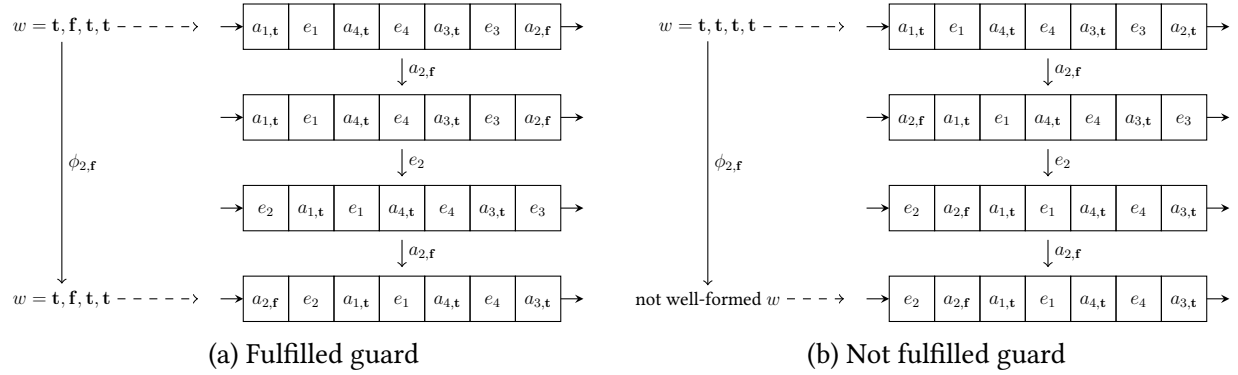 w = t, f, t, t
a1,t e1 a4,t e4 a3,t e3 a2,f
a2,f
a1,t e1 a4,t e4 a3,t e3 a2,f
ϕ2,f
e2
e2 a1,t e1 a4,t e4 a3,t e3
a2,f
w = t, f, t, t
a2,f e2 a1,t e1 a4,t e4 a3,t
(a) Fulfilled guard
w = t, t, t, t
a1,t e1 a4,t e4 a3,t e3 a2,t
a2,f
a2,f a1,t e1 a4,t e4 a3,t e3
ϕ2,f
e2
e2 a2,f a1,t e1 a4,t e4 a3,t
a2,f
not well-formed w
e2 a2,f a1,t e1 a4,t e4 a3,t
(b) Not fulfilled guard